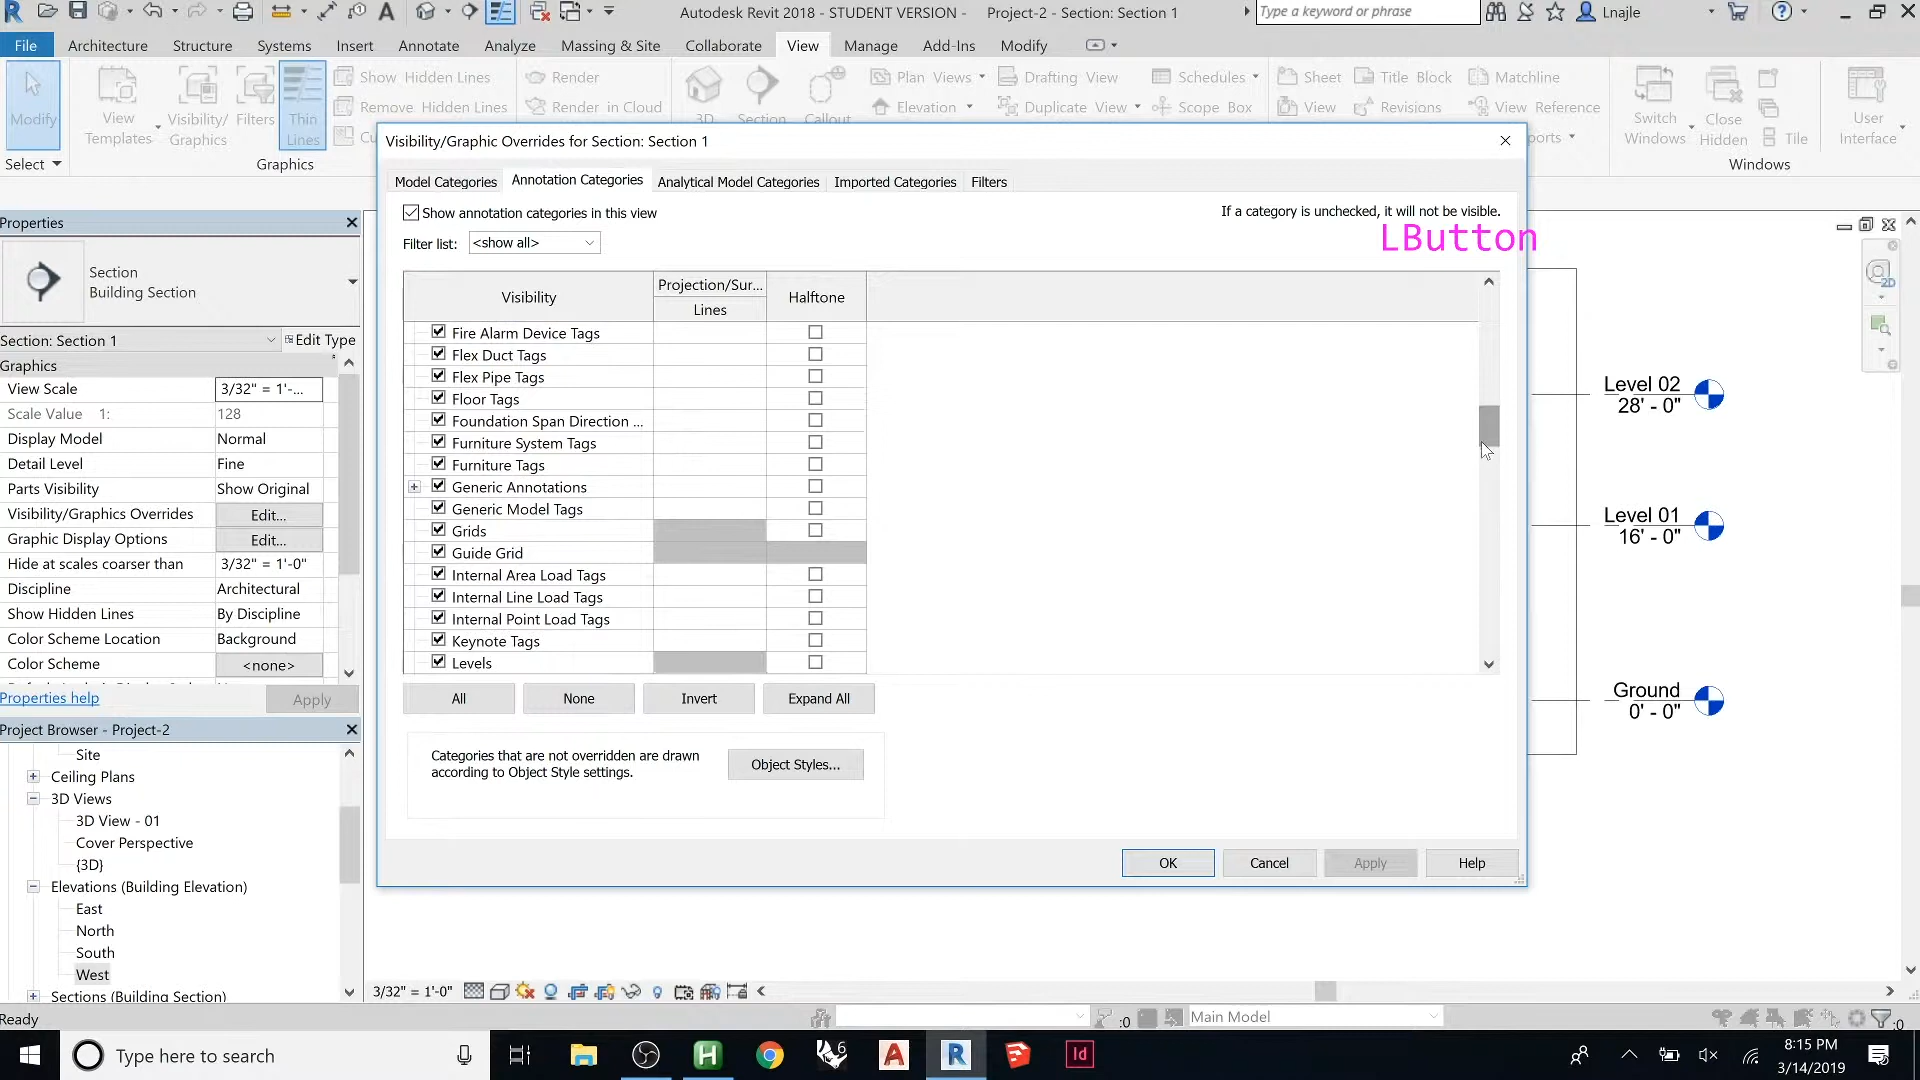 Autodesk Revit 2018 - STUDENT VERSION - Project-2 - Section: Section 1
Type a keyword or phrase
Lnajle
File Architecture Structure Systems Insert Annotate Analyze Massing & Site Collaborate View Manage Add-Ins Modify
Modify
View Templates
Visibility/ Graphics
Filters
Thin Lines
Show Hidden Lines
Remove Hidden Lines
Render
Render in Cloud
3D
Section
Callout
Plan Views
Elevation
Drafting View
Duplicate View
Schedules
Scope Box
Sheet
View
Title Block
Revisions
Matchline
View Reference
Switch Windows
Close Hidden
Tile
User Interface
Select
Graphics
Windows
Properties
Section
Building Section
Section: Section 1
Edit Type
Graphics
View Scale 3/32" = 1'-...
Scale Value 1: 128
Display Model Normal
Detail Level Fine
Parts Visibility Show Original
Visibility/Graphics Overrides Edit...
Graphic Display Options Edit...
Hide at scales coarser than 3/32" = 1'-0"
Discipline Architectural
Show Hidden Lines By Discipline
Color Scheme Location Background
Color Scheme <none>
Properties help
Apply
Project Browser - Project-2
Site
Ceiling Plans
3D Views
3D View - 01
Cover Perspective
{3D}
Elevations (Building Elevation)
East
North
South
West
Sections (Building Section)
Ready
Visibility/Graphic Overrides for Section: Section 1
Model Categories Annotation Categories Analytical Model Categories Imported Categories Filters
Show annotation categories in this view
If a category is unchecked, it will not be visible.
LButton
Filter list: <show all>
Visibility
Projection/Sur...
Lines
Halftone
Fire Alarm Device Tags
Flex Duct Tags
Flex Pipe Tags
Floor Tags
Foundation Span Direction ...
Furniture System Tags
Furniture Tags
Generic Annotations
Generic Model Tags
Grids
Guide Grid
Internal Area Load Tags
Internal Line Load Tags
Internal Point Load Tags
Keynote Tags
Levels
All None Invert Expand All
Categories that are not overridden are drawn
according to Object Style settings.
Object Styles...
OK Cancel Apply Help
Level 02
28' - 0"
Level 01
16' - 0"
Ground
0' - 0"
3/32" = 1'-0"
:0
Main Model
:0
Type here to search
8:15 PM
3/14/2019